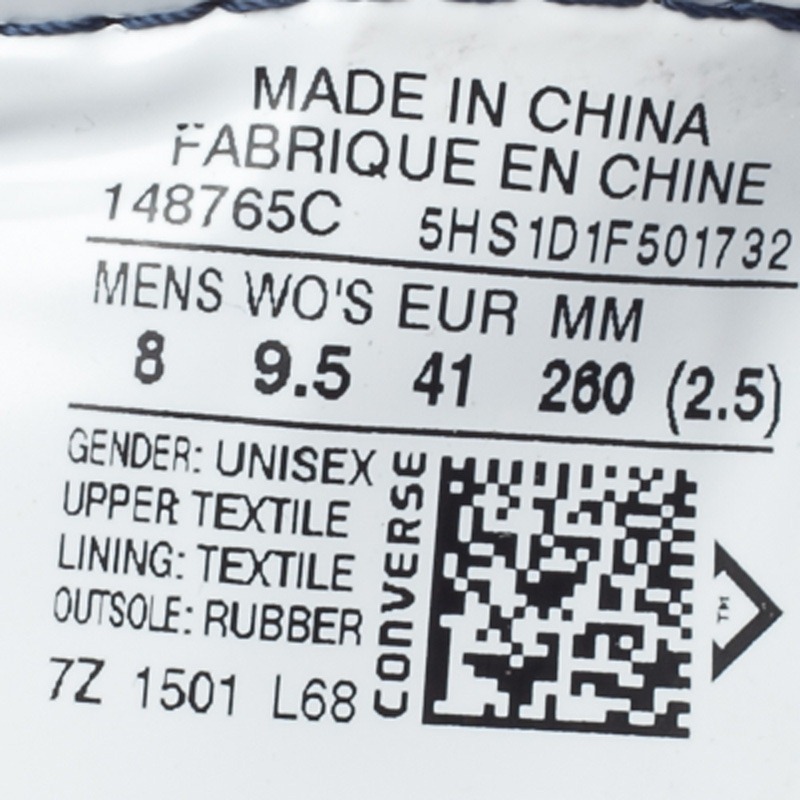 MADE IN CHINA
FABRIQUE EN CHINE
148765C 5HS1D1F501732
MENS WO'S EUR MM
8 9.5 41 260 (2.5)
GENDER: UNISEX
UPPER TEXTILE
LINING: TEXTILE
OUTSOLE: RUBBER
7Z 1501 L68
CONVERSE
TM